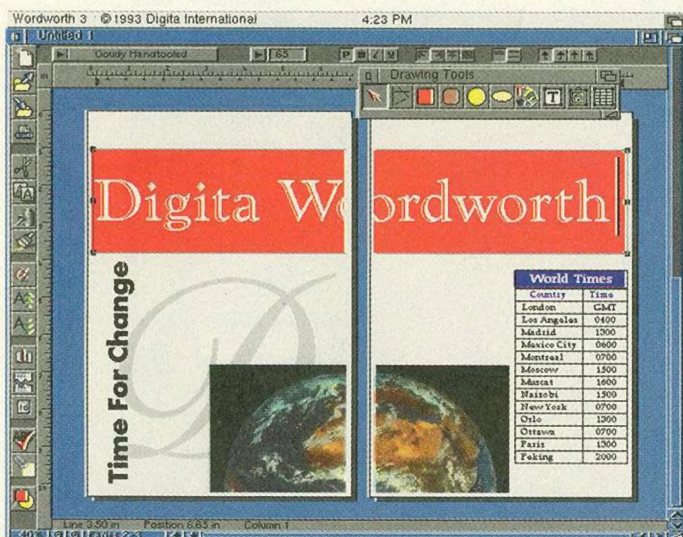 Wordworth 3 ©1993 Digita International 4:23 PM
Untitled 1
Goudy Handtooled 65
P B I U
Drawing Tools
T
Digita Wordworth
Time For Change
D
World Times
Country Time
London GMT
Los Angeles 0400
Madrid 1300
Mexico City 0600
Montreal 0700
Moscow 1500
Muscat 1600
Nairobi 1500
New York 0700
Oslo 1300
Ottawa 0700
Paris 1300
Peking 2000
Line 3.50 in Position 6.65 in Column 1
40%